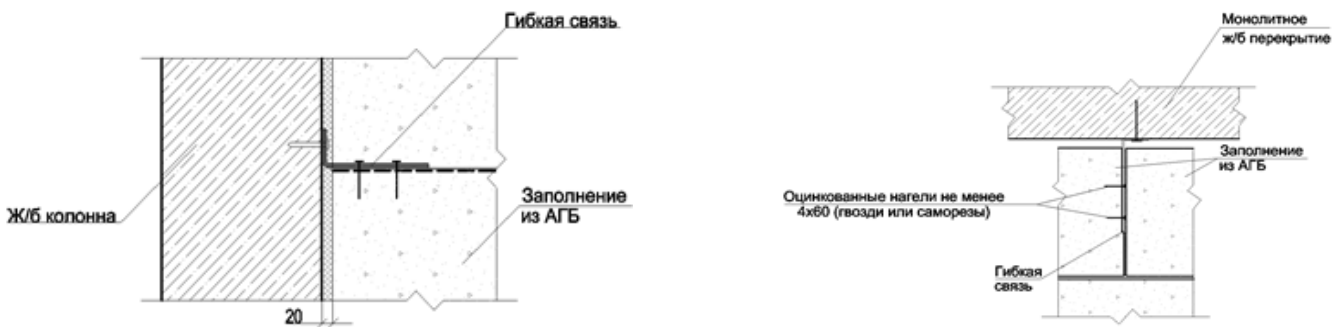 Гибкая связь
Ж/б колонна
Заполнение
из АГБ
20
Монолитное
ж/б перекрытие
Заполнение
из АГБ
Оцинкованные нагели не менее
4х60 (гвозди или саморезы)
Гибкая
связь